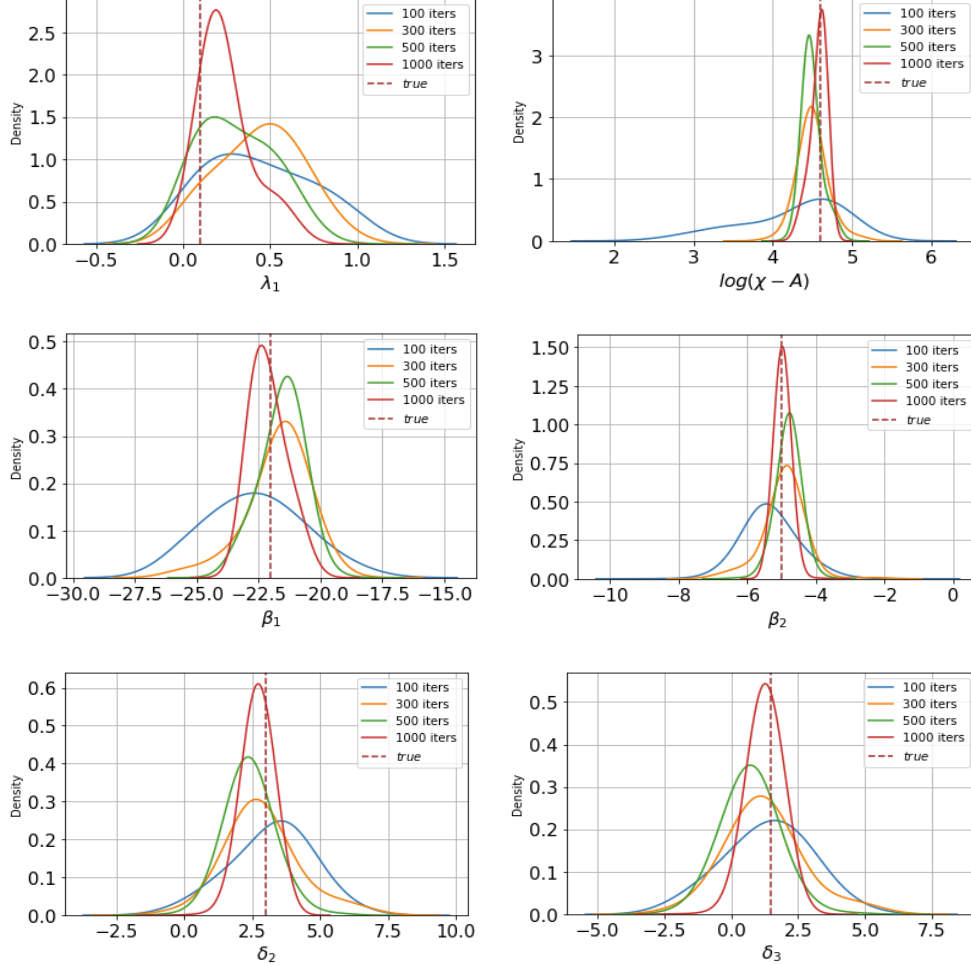 2.5
2.0
1.5
1.0
0.5
0.0
Density
−0.5 0.0 0.5 1.0 1.5
λ₁
100 iters
300 iters
500 iters
1000 iters
true
3
2
1
0
Density
2 3 4 5 6
log(χ − A)
100 iters
300 iters
500 iters
1000 iters
true
0.5
0.4
0.3
0.2
0.1
0.0
Density
−30.0 −27.5 −25.0 −22.5 −20.0 −17.5 −15.0
β₁
100 iters
300 iters
500 iters
1000 iters
true
1.50
1.25
1.00
0.75
0.50
0.25
0.00
Density
−10 −8 −6 −4 −2 0
β₂
100 iters
300 iters
500 iters
1000 iters
true
0.6
0.5
0.4
0.3
0.2
0.1
0.0
Density
−2.5 0.0 2.5 5.0 7.5 10.0
δ₂
100 iters
300 iters
500 iters
1000 iters
true
0.5
0.4
0.3
0.2
0.1
0.0
Density
−5.0 −2.5 0.0 2.5 5.0 7.5
δ₃
100 iters
300 iters
500 iters
1000 iters
true